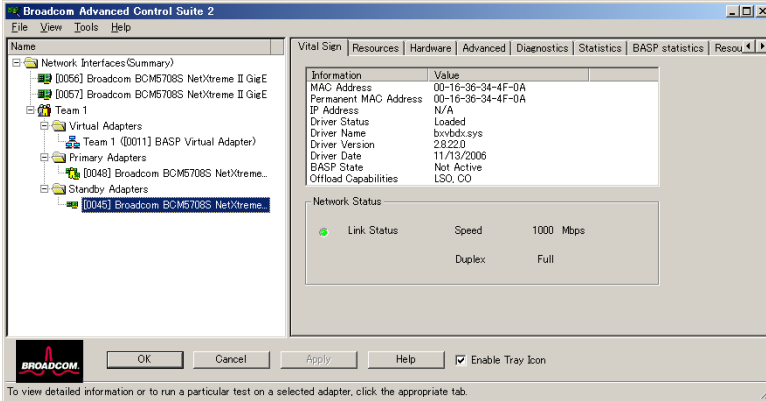 Broadcom Advanced Control Suite 2
File View Tools Help
Name
Network Interfaces(Summary)
[0056] Broadcom BCM5708S NetXtreme II GigE
[0057] Broadcom BCM5708S NetXtreme II GigE
Team 1
Virtual Adapters
Team 1 ([0011] BASP Virtual Adapter)
Primary Adapters
[0048] Broadcom BCM5708S NetXtreme...
Standby Adapters
[0045] Broadcom BCM5708S NetXtreme...
Vital Sign Resources Hardware Advanced Diagnostics Statistics BASP statistics Resou
Information Value
MAC Address 00-16-36-34-4F-0A
Permanent MAC Address 00-16-36-34-4F-0A
IP Address N/A
Driver Status Loaded
Driver Name bxvbdx.sys
Driver Version 2.8.22.0
Driver Date 11/13/2006
BASP State Not Active
Offload Capabilities LSO, CO
Network Status
Link Status Speed 1000 Mbps
Duplex Full
BROADCOM.
OK Cancel Apply Help Enable Tray Icon
To view detailed information or to run a particular test on a selected adapter, click the appropriate tab.